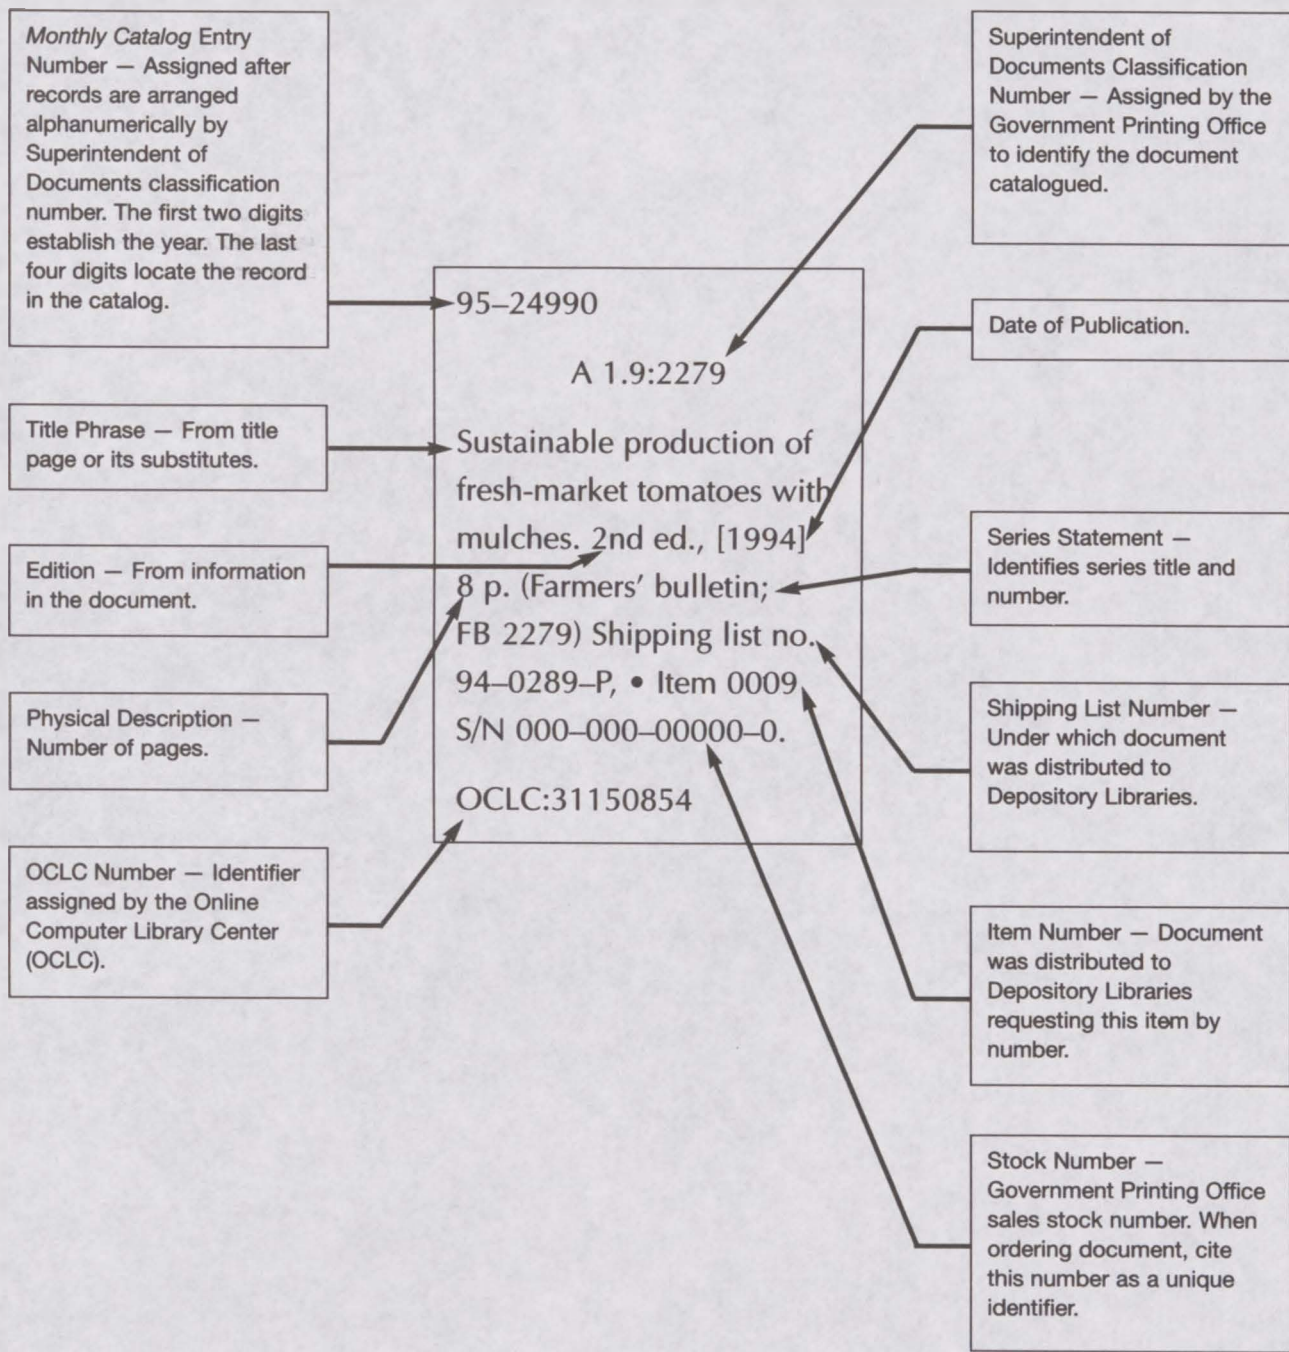 Monthly Catalog Entry
Number — Assigned after
records are arranged
alphanumerically by
Superintendent of
Documents classification
number. The first two digits
establish the year. The last
four digits locate the record
in the catalog.
Title Phrase — From title
page or its substitutes.
Edition — From information
in the document.
Physical Description —
Number of pages.
OCLC Number — Identifier
assigned by the Online
Computer Library Center
(OCLC).
95–24990
A 1.9:2279
Sustainable production of
fresh-market tomatoes with
mulches. 2nd ed., [1994]
8 p. (Farmers’ bulletin;
FB 2279) Shipping list no.
94–0289–P, • Item 0009
S/N 000–000–00000–0.
OCLC:31150854
Superintendent of
Documents Classification
Number — Assigned by the
Government Printing Office
to identify the document
catalogued.
Date of Publication.
Series Statement —
Identifies series title and
number.
Shipping List Number —
Under which document
was distributed to
Depository Libraries.
Item Number — Document
was distributed to
Depository Libraries
requesting this item by
number.
Stock Number —
Government Printing Office
sales stock number. When
ordering document, cite
this number as a unique
identifier.